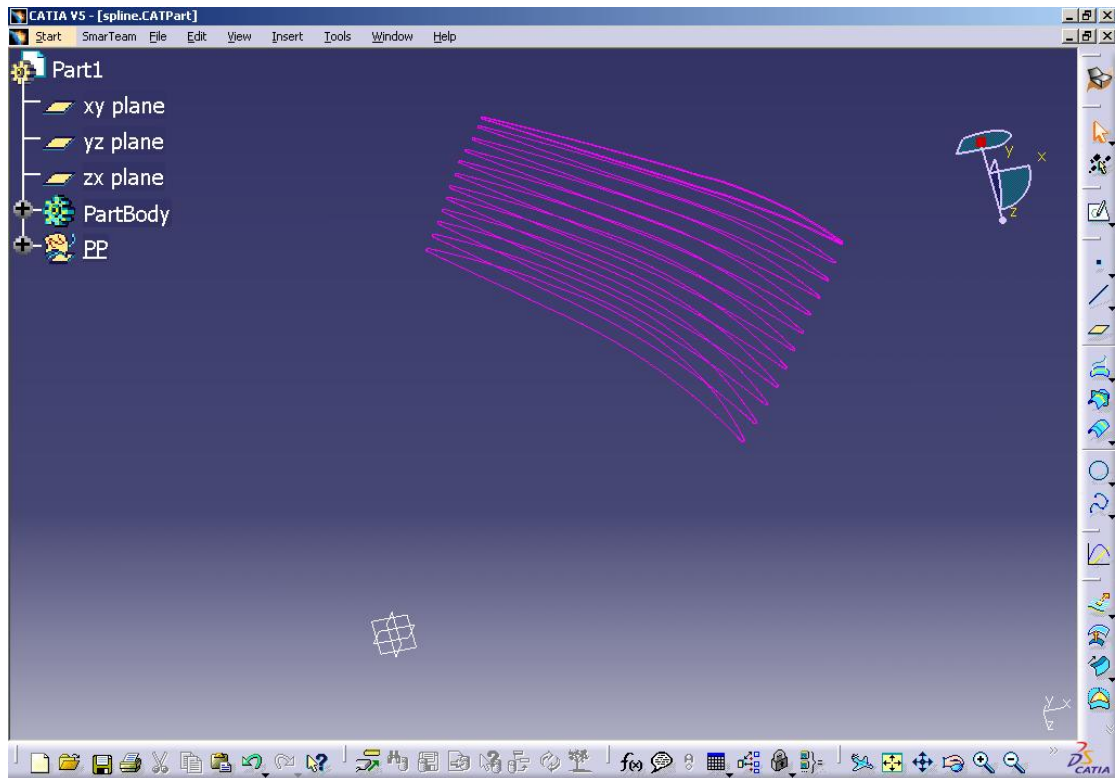 CATIA V5 - [spline.CATPart]
Start SmarTeam File Edit View Insert Tools Window Help
Part1
xy plane
yz plane
zx plane
PartBody
PP
y x
z
y x
z
f(x)
CATIA